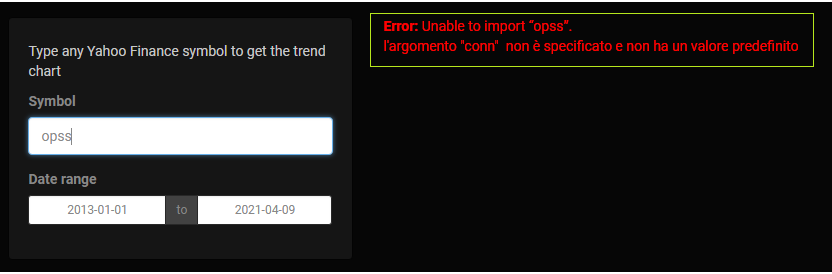 Type any Yahoo Finance symbol to get the trend
chart
Symbol
opss
Date range
2013-01-01 to 2021-04-09
Error: Unable to import “opss”.
l'argomento "conn" non è specificato e non ha un valore predefinito